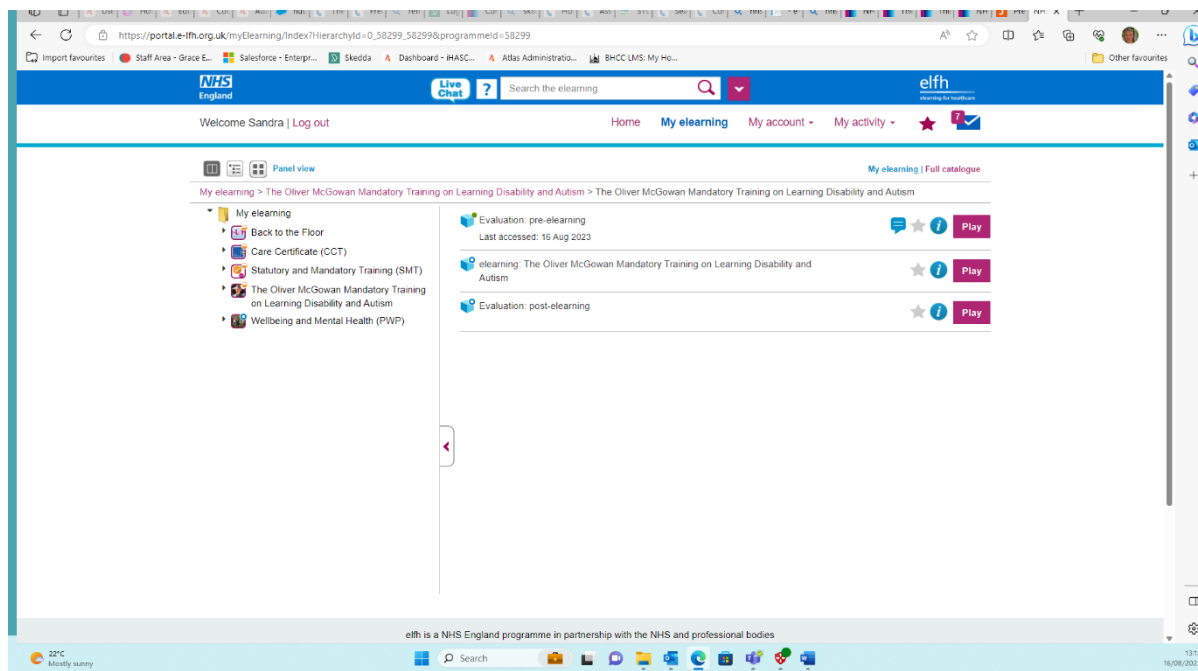 https://portal.e-lfh.org.uk/myElearning/Index?HierarchyId=0_58299_58299&programmeId=58299
Import favourites Staff Area - Grace E... Salesforce - Enterpr... Skedda Dashboard - iHASC... Atlas Administratio... BHCC LMS: My Ho... Other favourites
NHS
England
Live
Chat
?
Search the elearning
elfh
elearning for healthcare
Welcome Sandra | Log out
Home My elearning My account My activity 7
Panel view
My elearning | Full catalogue
My elearning > The Oliver McGowan Mandatory Training on Learning Disability and Autism > The Oliver McGowan Mandatory Training on Learning Disability and Autism
My elearning
Back to the Floor
Care Certificate (CCT)
Statutory and Mandatory Training (SMT)
The Oliver McGowan Mandatory Training
on Learning Disability and Autism
Wellbeing and Mental Health (PWP)
Evaluation: pre-elearning
Last accessed: 16 Aug 2023
Play
elearning: The Oliver McGowan Mandatory Training on Learning Disability and
Autism
Play
Evaluation: post-elearning
Play
elfh is a NHS England programme in partnership with the NHS and professional bodies
22°C
Mostly sunny
Search